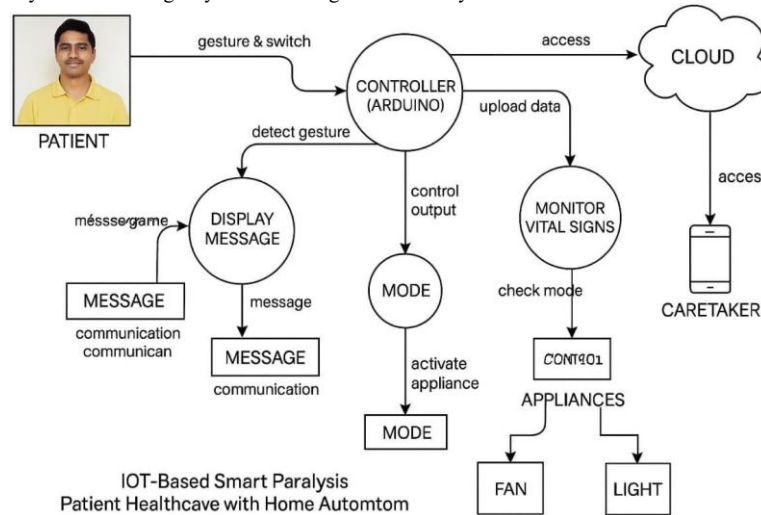 gesture & switch
PATIENT
CONTROLLER
(ARDUINO)
access
CLOUD
upload data
detect gesture
control
output
access
DISPLAY
MESSAGE
MONITOR
VITAL SIGNS
MODE
MESSAGE
communication
communican
message
MESSAGE
communication
check mode
CARETAKER
activate
appliance
MODE
APPLIANCES
FAN
LIGHT
IOT-Based Smart Paralysis
Patient Healthcave with Home Automtom